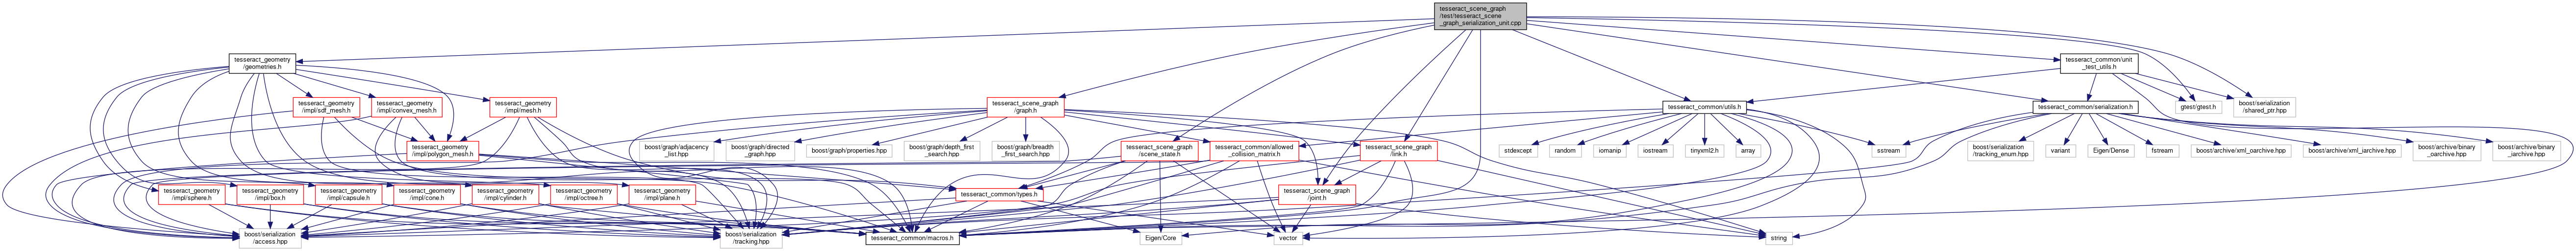 tesseract_scene_graph
/test/tesseract_scene
_graph_serialization_unit.cpp
tesseract_geometry
/geometries.h
tesseract_common/unit
_test_utils.h
tesseract_geometry
/impl/sdf_mesh.h
tesseract_geometry
/impl/convex_mesh.h
tesseract_geometry
/impl/mesh.h
tesseract_scene_graph
/graph.h
tesseract_common/utils.h
tesseract_common/serialization.h
gtest/gtest.h
boost/serialization
/shared_ptr.hpp
tesseract_geometry
/impl/polygon_mesh.h
boost/graph/adjacency
_list.hpp
boost/graph/directed
_graph.hpp
boost/graph/properties.hpp
boost/graph/depth_first
_search.hpp
boost/graph/breadth
_first_search.hpp
tesseract_scene_graph
/scene_state.h
tesseract_common/allowed
_collision_matrix.h
tesseract_scene_graph
/link.h
stdexcept
random
iomanip
iostream
tinyxml2.h
array
sstream
boost/serialization
/tracking_enum.hpp
variant
Eigen/Dense
fstream
boost/archive/xml_oarchive.hpp
boost/archive/xml_iarchive.hpp
boost/archive/binary
_oarchive.hpp
boost/archive/binary
_iarchive.hpp
tesseract_geometry
/impl/sphere.h
tesseract_geometry
/impl/box.h
tesseract_geometry
/impl/capsule.h
tesseract_geometry
/impl/cone.h
tesseract_geometry
/impl/cylinder.h
tesseract_geometry
/impl/octree.h
tesseract_geometry
/impl/plane.h
tesseract_common/types.h
tesseract_scene_graph
/joint.h
boost/serialization
/access.hpp
boost/serialization
/tracking.hpp
tesseract_common/macros.h
Eigen/Core
vector
string